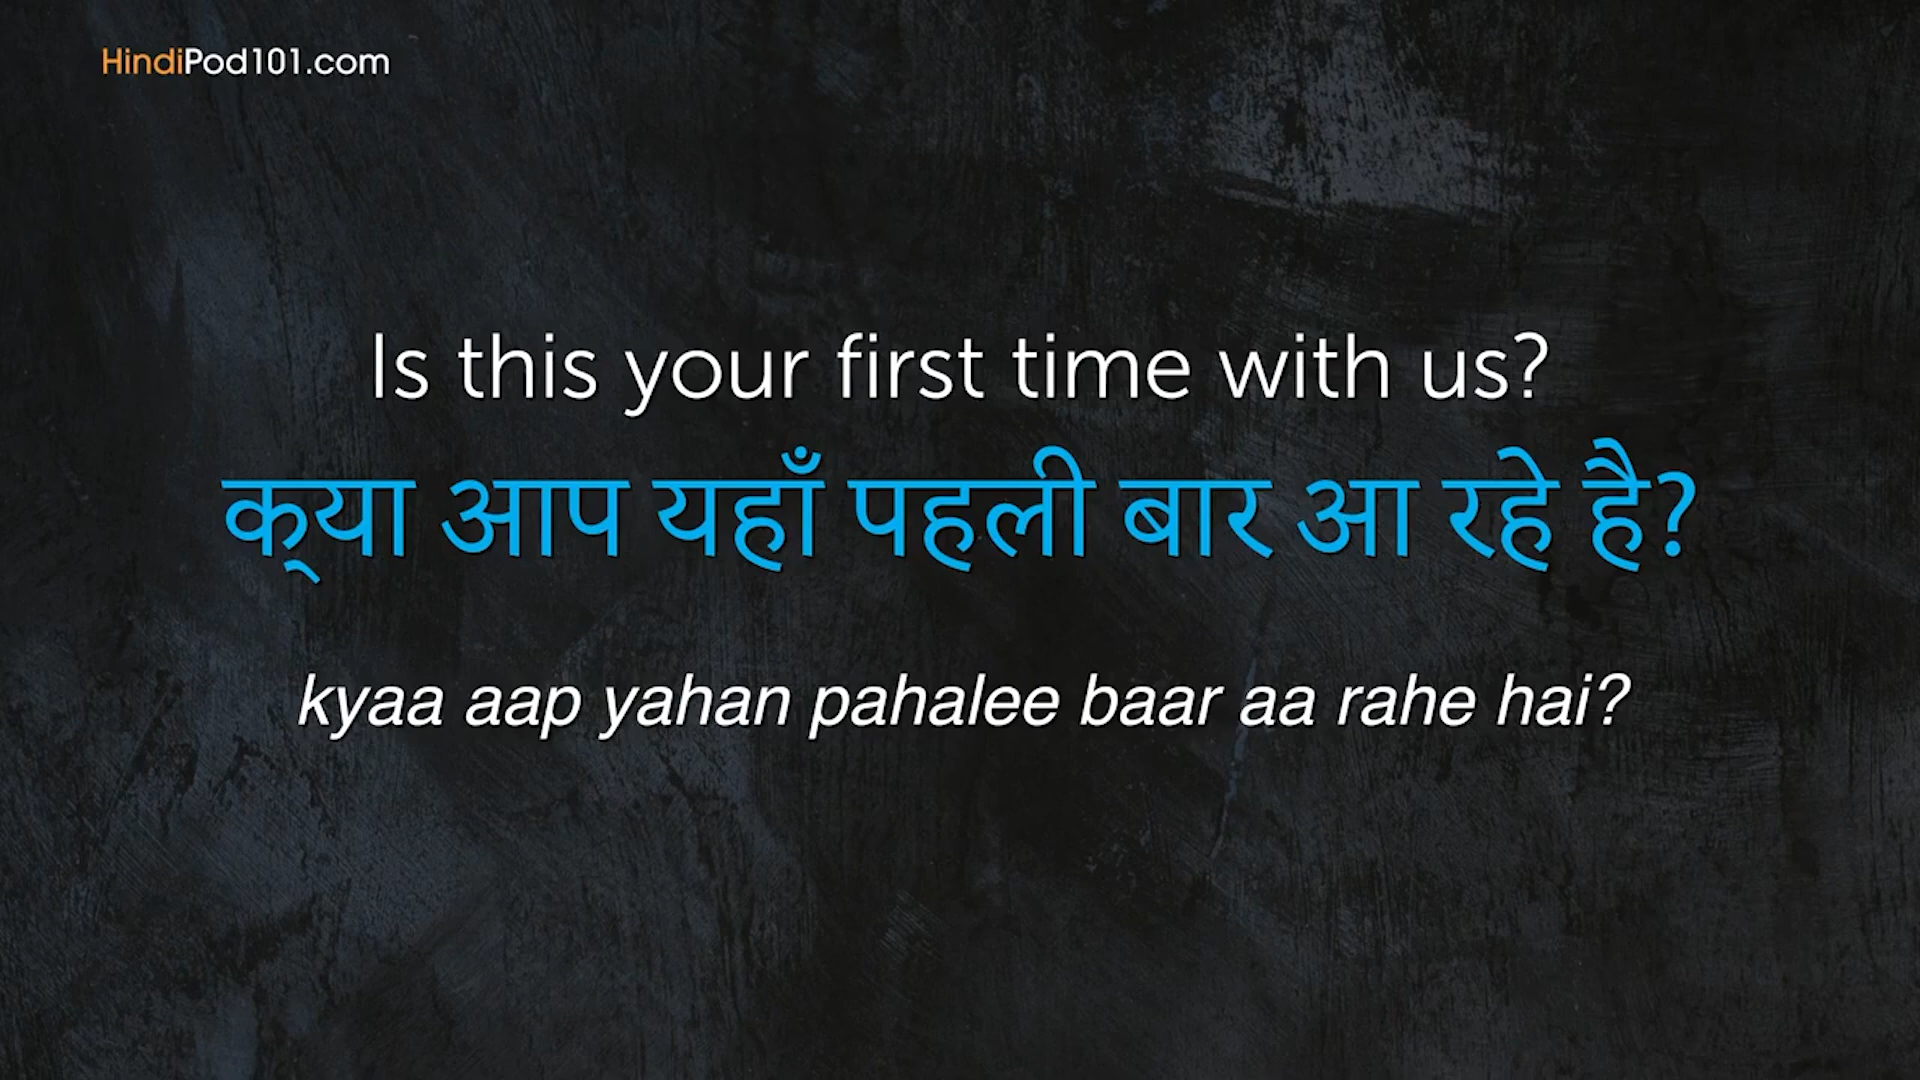 HindiPod101.com
Is this your first time with us?
क्या आप यहाँ पहली बार आ रहे है?
kyaa aap yahan pahalee baar aa rahe hai?